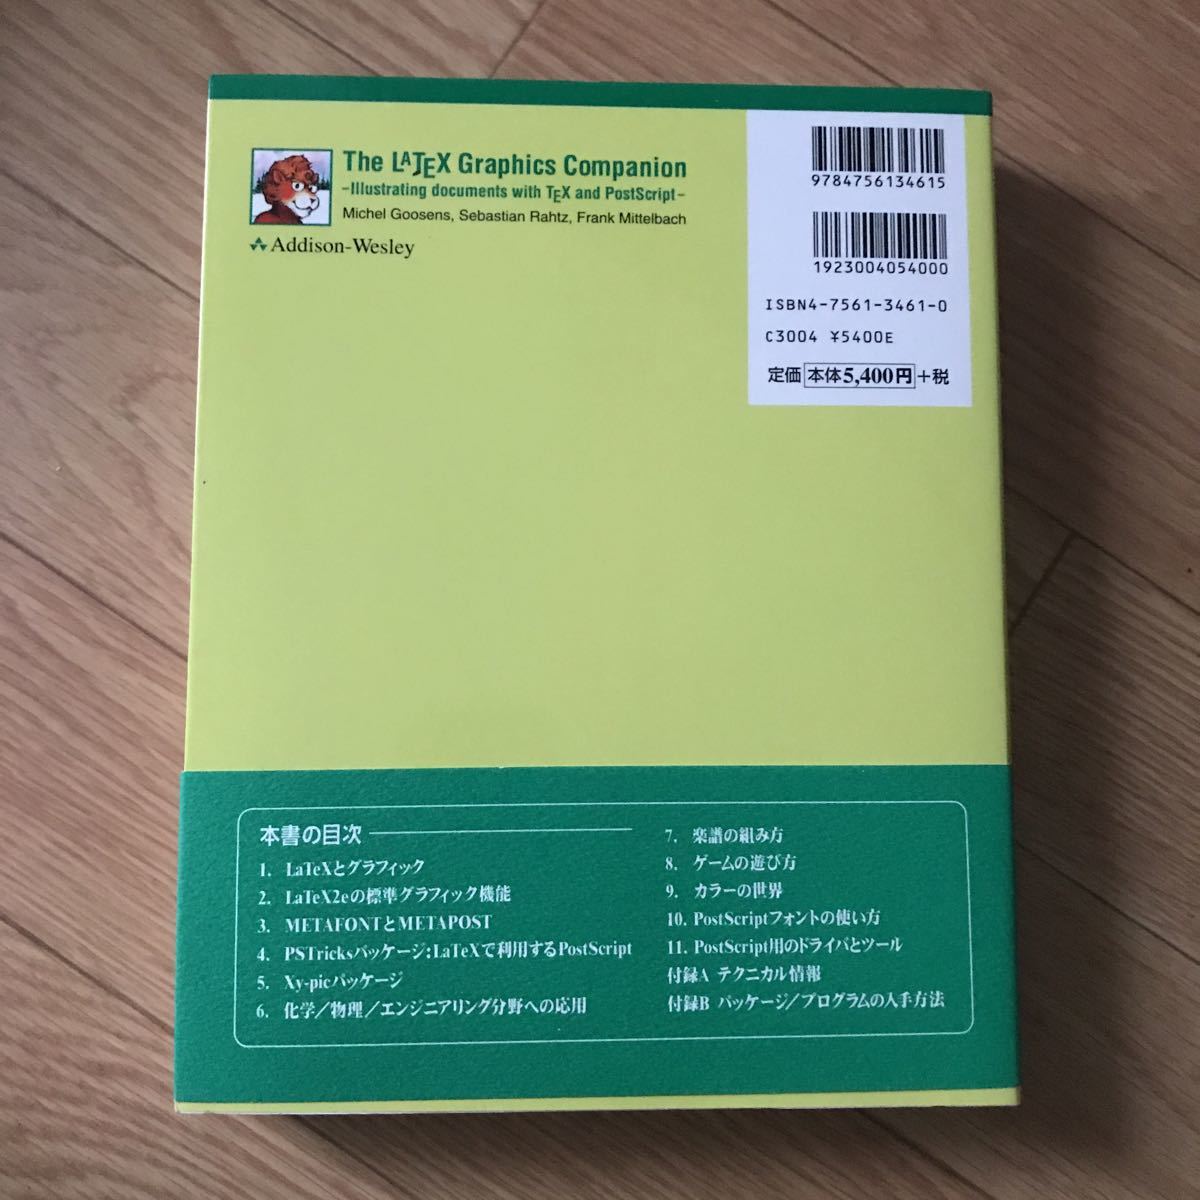 The LATEX Graphics Companion
–Illustrating documents with TEX and PostScript–
Michel Goosens, Sebastian Rahtz, Frank Mittelbach
Addison-Wesley
9784756134615
1923004054000
ISBN4-7561-3461-0
C3004 ¥5400E
定価 本体5,400円+税
本書の目次
1. LaTeXとグラフィック
2. LaTeX2eの標準グラフィック機能
3. METAFONTとMETAPOST
4. PSTricksパッケージ:LaTeXで利用するPostScript
5. Xy-picパッケージ
6. 化学/物理/エンジニアリング分野への応用
7. 楽譜の組み方
8. ゲームの遊び方
9. カラーの世界
10. PostScriptフォントの使い方
11. PostScript用のドライバとツール
付録A テクニカル情報
付録B パッケージ/プログラムの入手方法